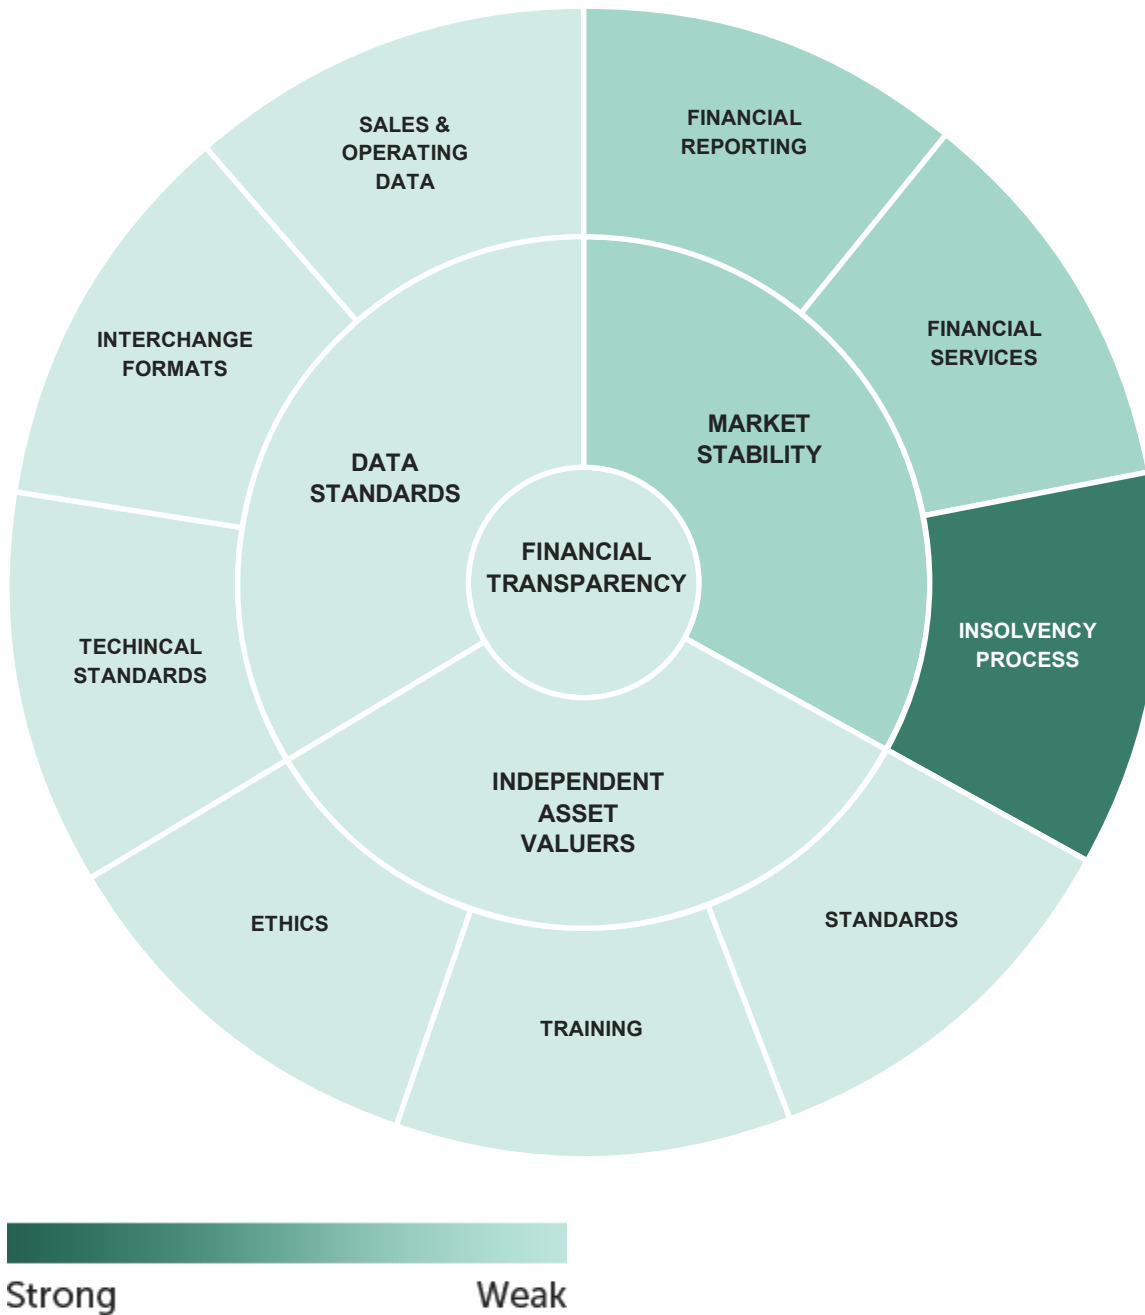 SALES &
OPERATING
DATA
FINANCIAL
REPORTING
INTERCHANGE
FORMATS
FINANCIAL
SERVICES
DATA
STANDARDS
MARKET
STABILITY
FINANCIAL
TRANSPARENCY
TECHINCAL
STANDARDS
INSOLVENCY
PROCESS
INDEPENDENT
ASSET
VALUERS
ETHICS
STANDARDS
TRAINING
Strong Weak